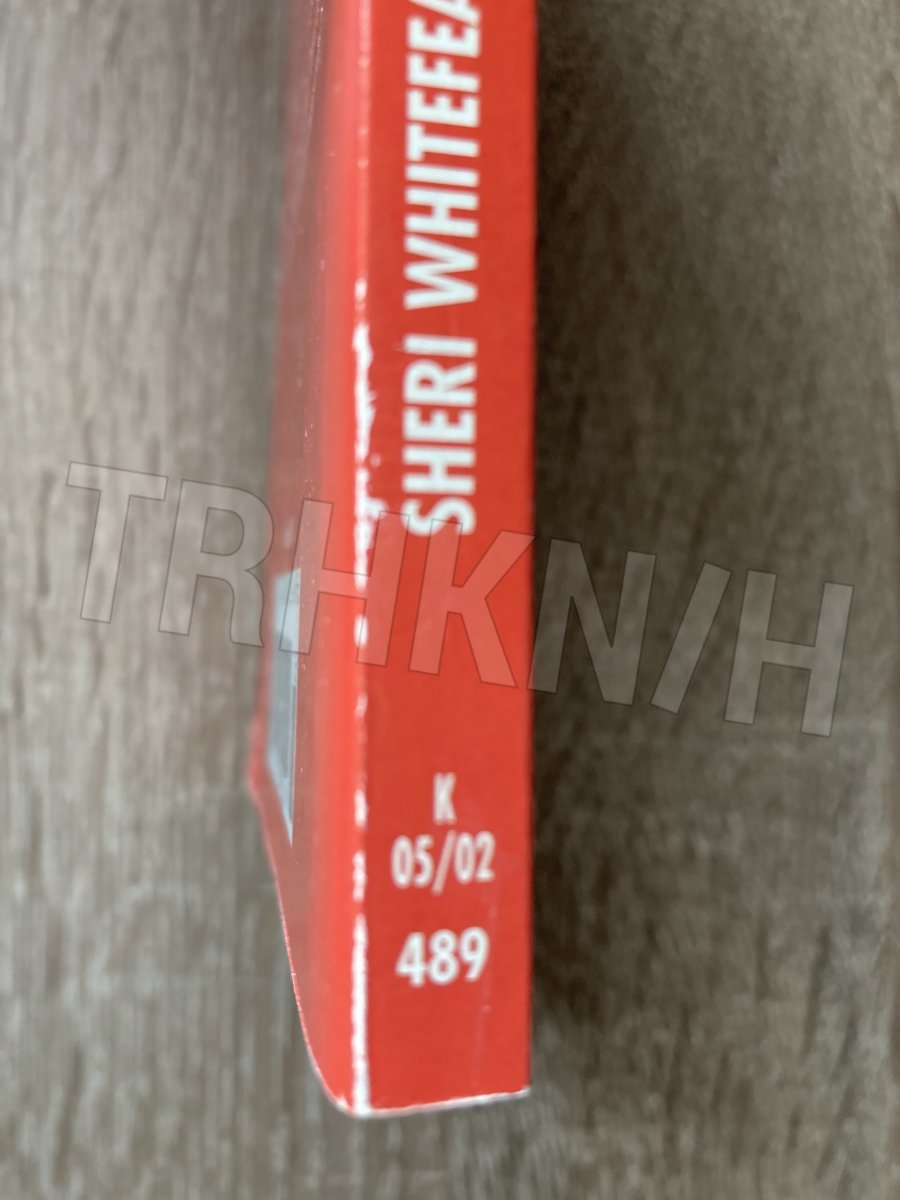 SHERI WHITEFEA
K
05/02
489
TRHKN/H